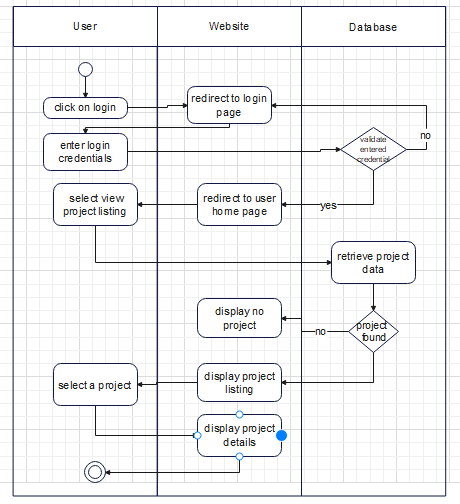 User
Website
Database
click on login
redirect to login
page
no
enter login
credentials
validate
entered
credential
select view
project listing
redirect to user
home page
yes
retrieve project
data
display no
project
no
project
found
select a project
display project
listing
display project
details